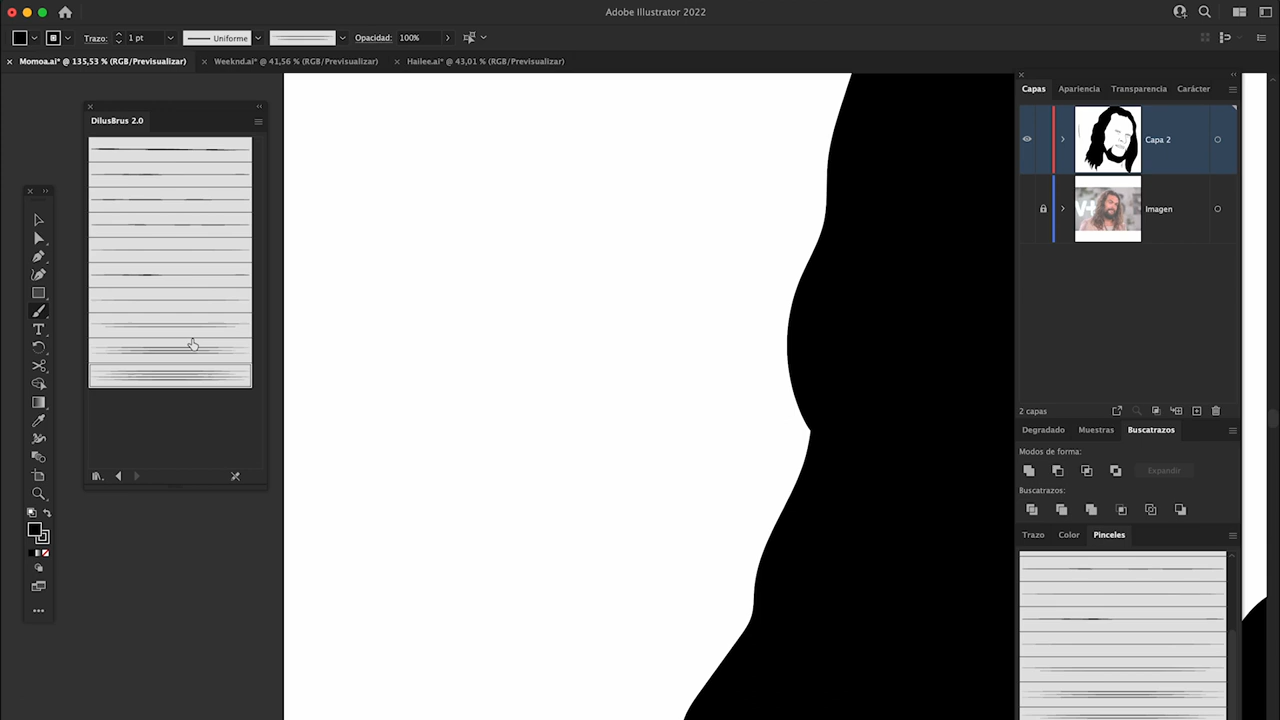 Adobe Illustrator 2022
Trazo: 1 pt Uniforme Opacidad: 100%
Momoa.ai* @ 135,53 % (RGB/Previsualizar) Weeknd.ai* @ 41,56 % (RGB/Previsualizar) Hailee.ai* @ 43,01 % (RGB/Previsualizar)
DilusBrus 2.0
Capas Apariencia Transparencia Carácter
Capa 2
Imagen
2 capas
Degradado Muestras Buscatrazos
Modos de forma:
Expandir
Buscatrazos:
Trazo Color Pinceles